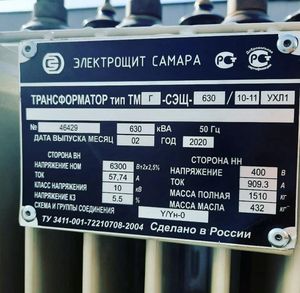 ЭЛЕКТРОЩИТ САМАРА
ТРАНСФОРМАТОР тип ТМ Г -СЭЩ- 630 /10-11 УХЛ1
№ 46429 630 кВА 50 Гц
ДАТА ВЫПУСКА МЕСЯЦ 02 ГОД 2020
СТОРОНА ВН СТОРОНА НН
НАПРЯЖЕНИЕ НОМ 6300 В±2х2,5% НАПРЯЖЕНИЕ 400 В
ТОК 57,74 А ТОК 909.3 А
КЛАСС НАПРЯЖЕНИЯ 10 кВ МАССА ПОЛНАЯ 1510 кг
НАПРЯЖЕНИЕ КЗ 5.5 % МАССА МАСЛА 432 кг
СХЕМА И ГРУППЫ СОЕДИНЕНИЯ Y/Yн-0
ТУ 3411-001-72210708-2004 Сделано в России